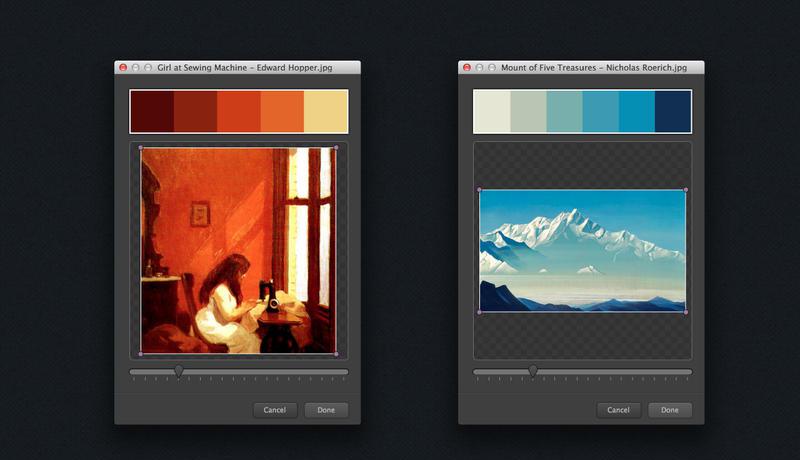 Girl at Sewing Machine – Edward Hopper.jpg
Cancel
Done
Mount of Five Treasures – Nicholas Roerich.jpg
Cancel
Done